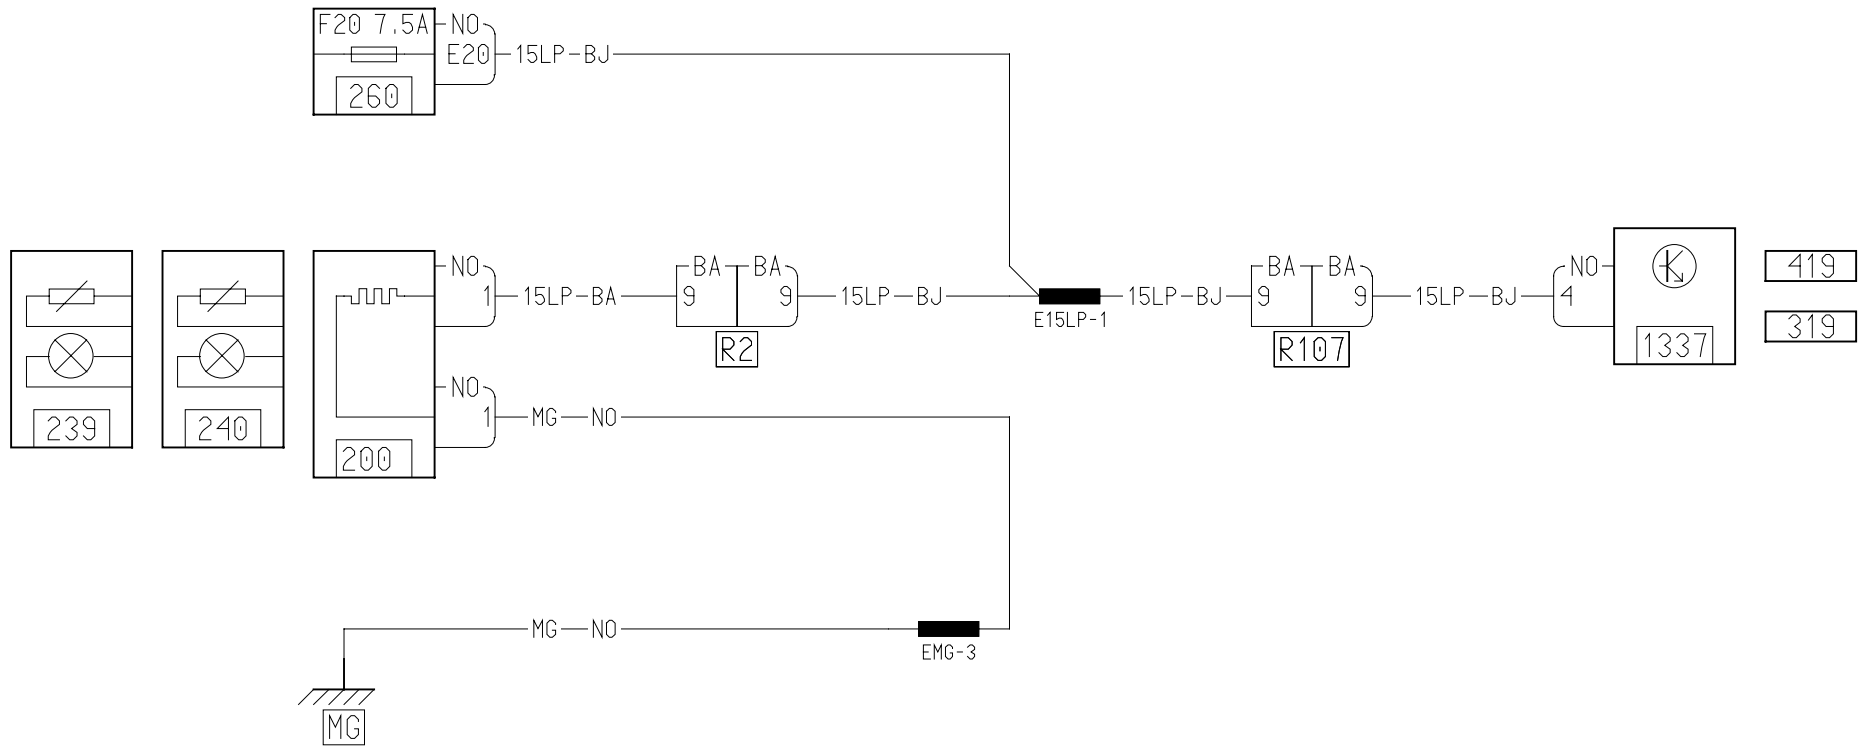 F20 7.5A NO
E20 15LP-BJ
260
NO BA BA BA BA NO 419
1 15LP-BA 9 9 15LP-BJ 15LP-BJ 9 9 15LP-BJ 4
E15LP-1 319
R2 R107 1337
NO
1 MG NO
239 240
200
MG NO
EMG-3
MG